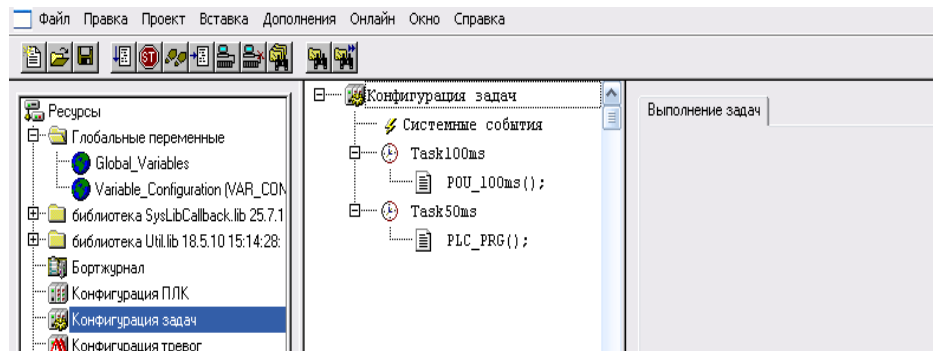 Файл Правка Проект Вставка Дополнения Онлайн Окно Справка
Ресурсы
Глобальные переменные
Global_Variables
Variable_Configuration (VAR_CON
библиотека SysLibCallback.lib 25.7.1
библиотека Util.lib 18.5.10 15:14:28:
Бортжурнал
Конфигурация ПЛК
Конфигурация задач
Конфигурация тревог
Конфигурация задач
Системные события
Task100ms
POU_100ms();
Task50ms
PLC_PRG();
Выполнение задач